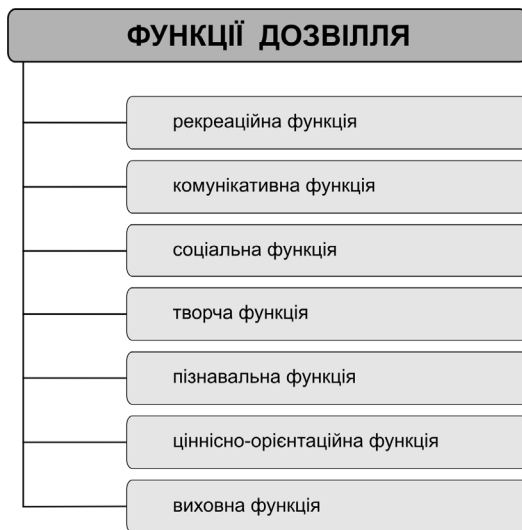 ФУНКЦІЇ ДОЗВІЛЛЯ
рекреаційна функція
комунікативна функція
соціальна функція
творча функція
пізнавальна функція
ціннісно-орієнтаційна функція
виховна функція